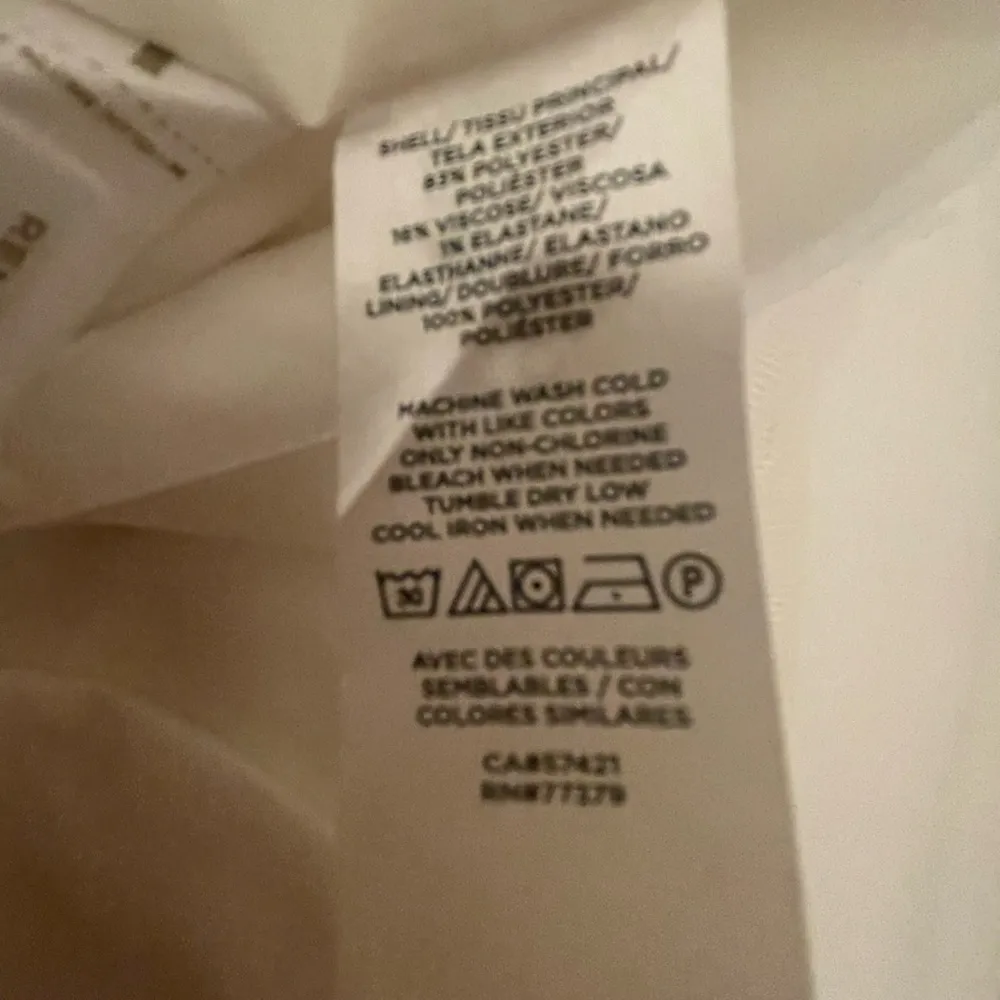 SHELL/ TISSU PRINCIPAL/
TELA EXTERIOR
83% POLYESTER/
POLIÉSTER
16% VISCOSE/ VISCOSA
1% ELASTANE/
ELASTHANNE/ ELASTANO
LINING/ DOUBLURE/ FORRO
100% POLYESTER/
POLIÉSTER
MACHINE WASH COLD
WITH LIKE COLORS
ONLY NON-CHLORINE
BLEACH WHEN NEEDED
TUMBLE DRY LOW
COOL IRON WHEN NEEDED
30 P
AVEC DES COULEURS
SEMBLABLES / CON
COLORES SIMILARES
CA#57421
RN#77379